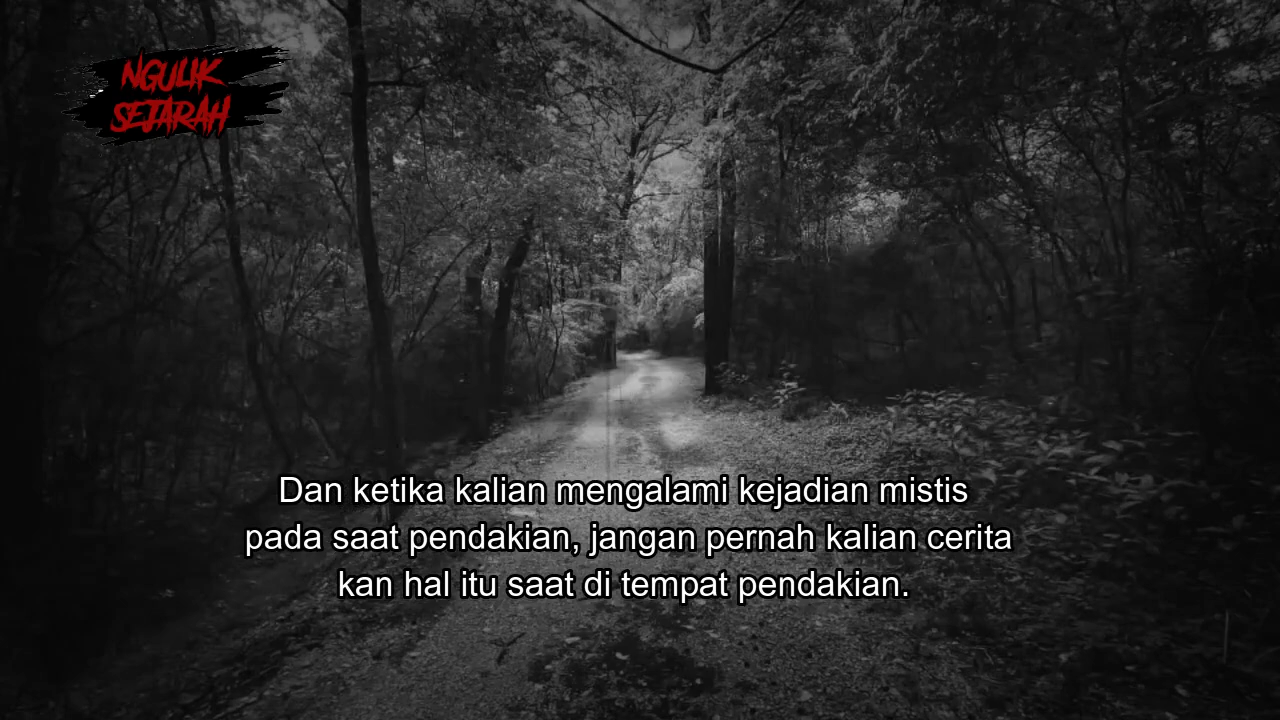 NGULIK
SEJARAH
Dan ketika kalian mengalami kejadian mistis
pada saat pendakian, jangan pernah kalian cerita
kan hal itu saat di tempat pendakian.